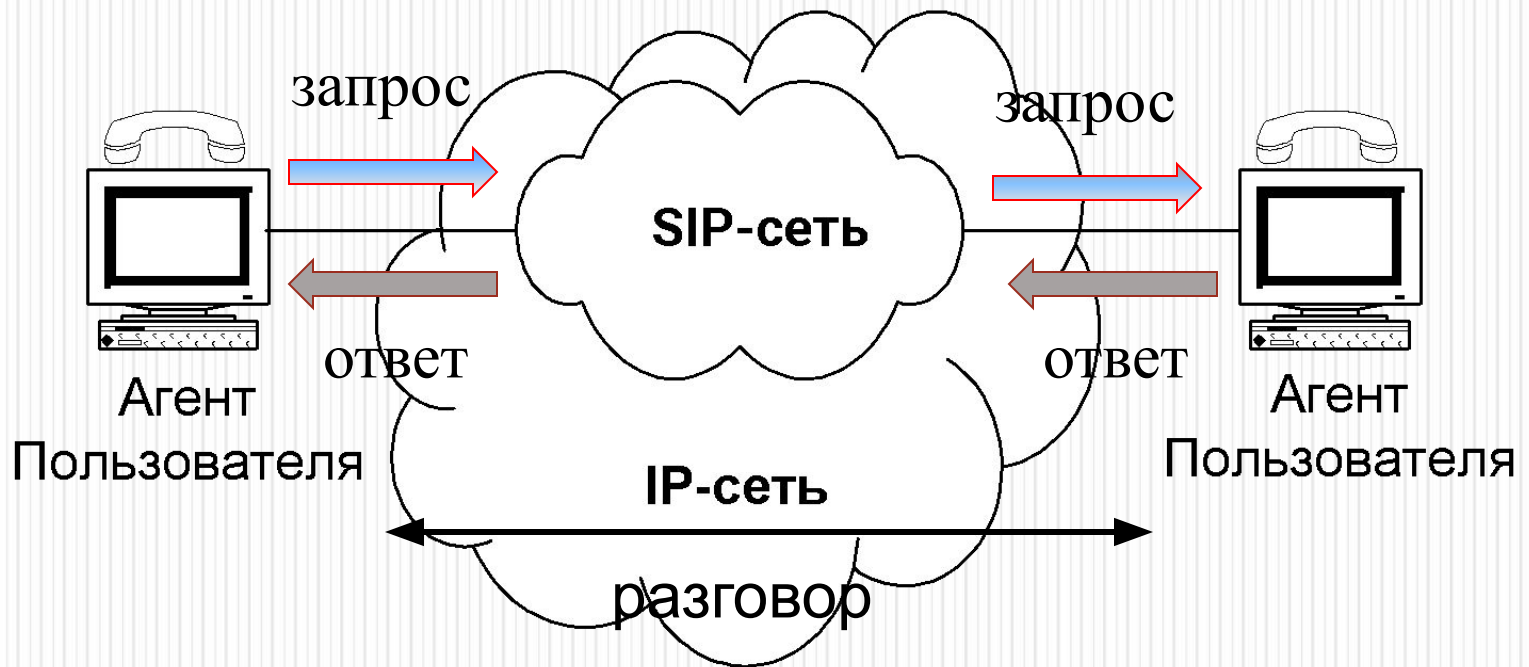 запрос
запрос
SIP-сеть
ответ
ответ
Агент
Пользователя
Агент
Пользователя
IP-сеть
разговор